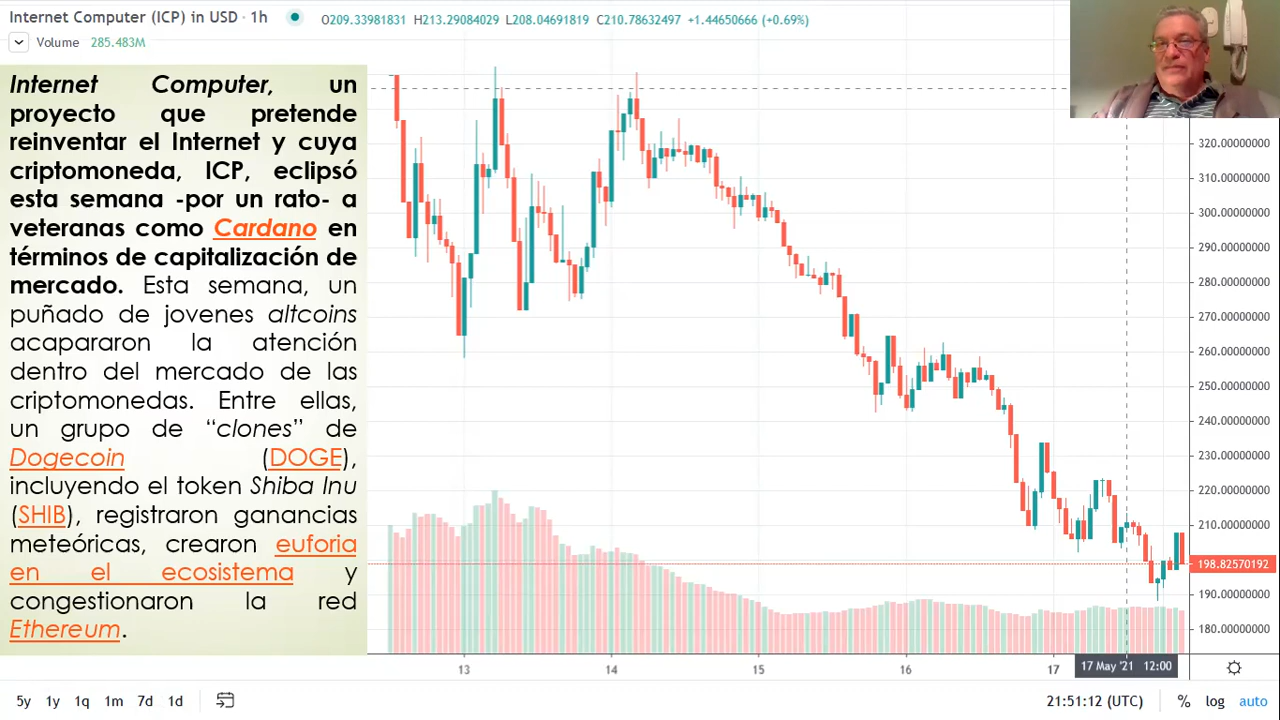 Internet Computer (ICP) in USD · 1h O209.33981831 H213.29084029 L208.04691819 C210.78632497 +1.44650666 (+0.69%)
Volume 285.483M
Internet Computer, un
proyecto que pretende
reinventar el Internet y cuya
criptomoneda, ICP, eclipsó
esta semana -por un rato- a
veteranas como Cardano en
términos de capitalización de
mercado. Esta semana, un
puñado de jovenes altcoins
acapararon la atención
dentro del mercado de las
criptomonedas. Entre ellas,
un grupo de “clones” de
Dogecoin (DOGE),
incluyendo el token Shiba Inu
(SHIB), registraron ganancias
meteóricas, crearon euforia
en el ecosistema y
congestionaron la red
Ethereum.
320.00000000
310.00000000
300.00000000
290.00000000
280.00000000
270.00000000
260.00000000
250.00000000
240.00000000
230.00000000
220.00000000
210.00000000
198.82570192
190.00000000
180.00000000
13 14 15 16 17 17 May '21 12:00
5y 1y 1q 1m 7d 1d 21:51:12 (UTC) % log auto